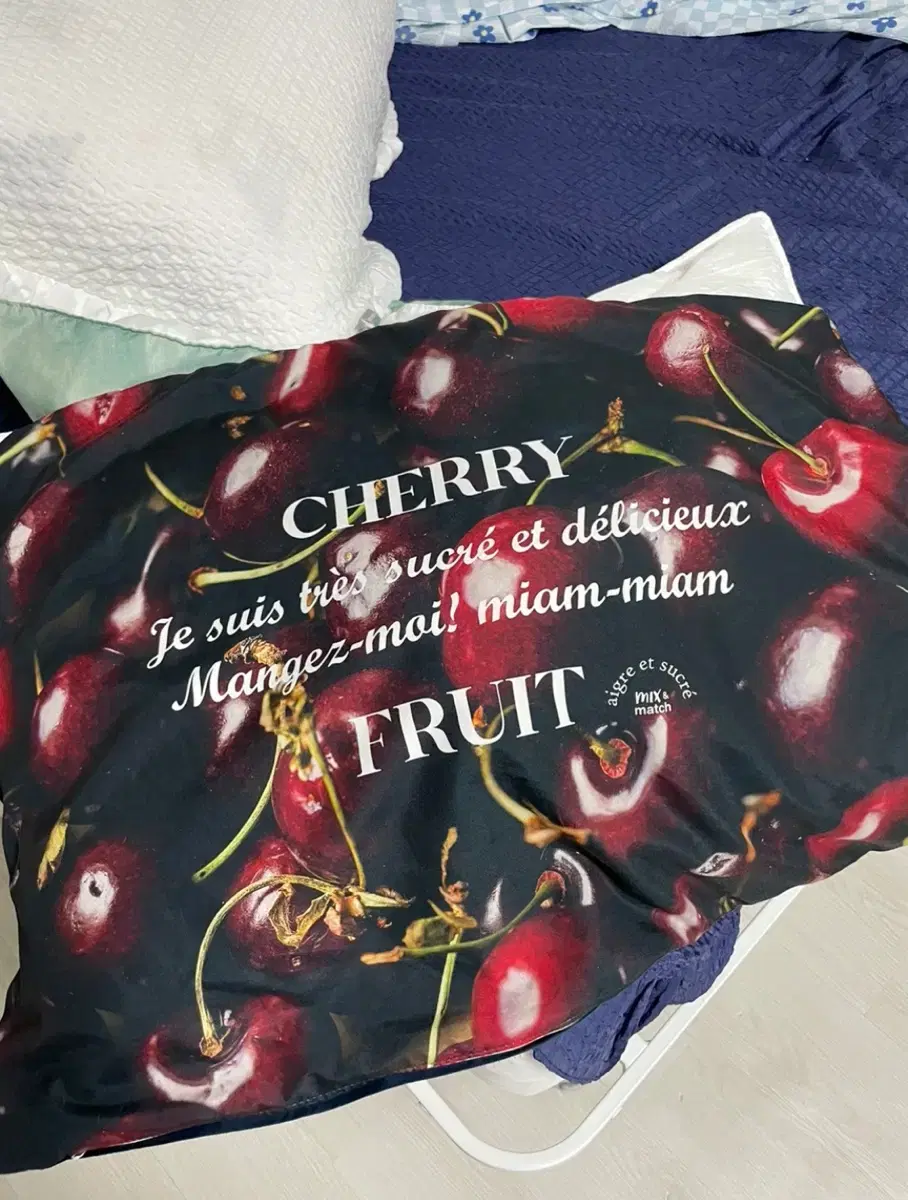 CHERRY
Je suis très sucré et délicieux
Mangez-moi! miam-miam
FRUIT
aigre et sucré
mix &
match